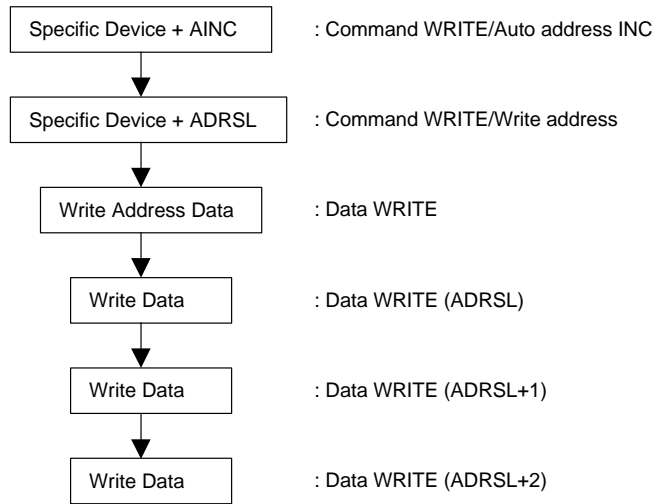 Specific Device + AINC : Command WRITE/Auto address INC
Specific Device + ADRSL : Command WRITE/Write address
Write Address Data : Data WRITE
Write Data : Data WRITE (ADRSL)
Write Data : Data WRITE (ADRSL+1)
Write Data : Data WRITE (ADRSL+2)